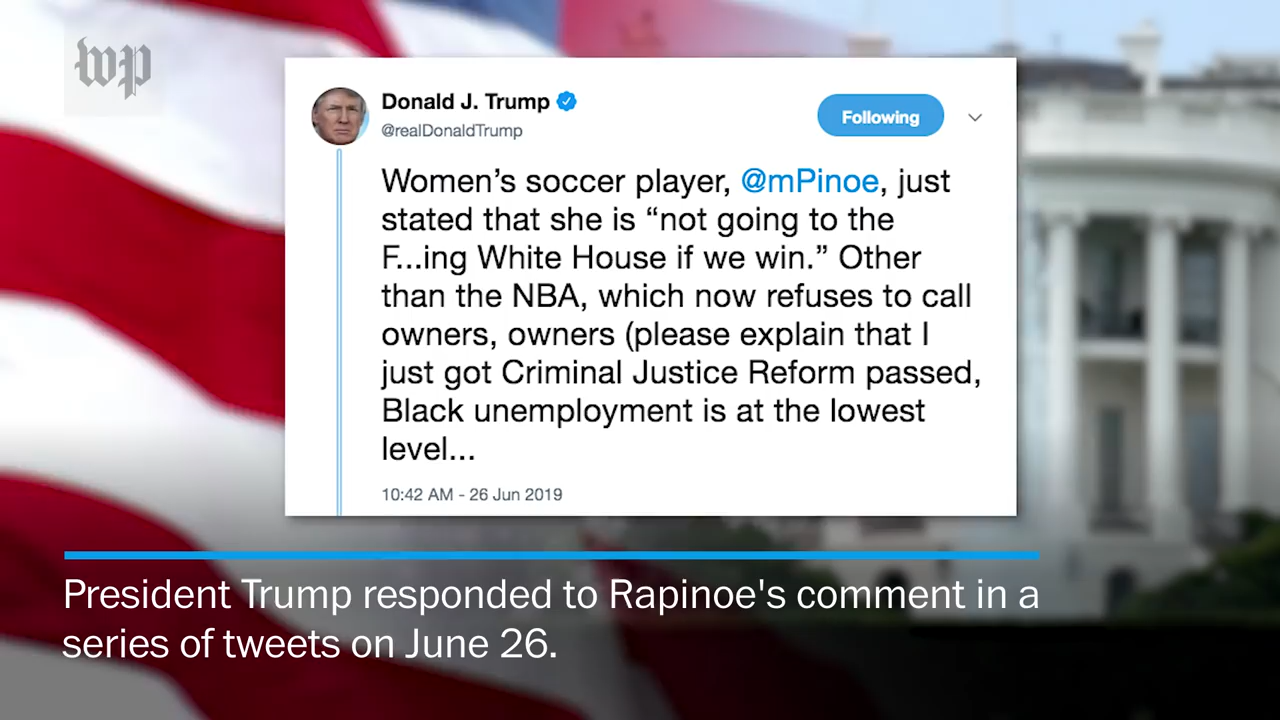 wp
Donald J. Trump
@realDonaldTrump
Following
Women’s soccer player, @mPinoe, just
stated that she is “not going to the
F...ing White House if we win.” Other
than the NBA, which now refuses to call
owners, owners (please explain that I
just got Criminal Justice Reform passed,
Black unemployment is at the lowest
level...
10:42 AM - 26 Jun 2019
President Trump responded to Rapinoe's comment in a
series of tweets on June 26.